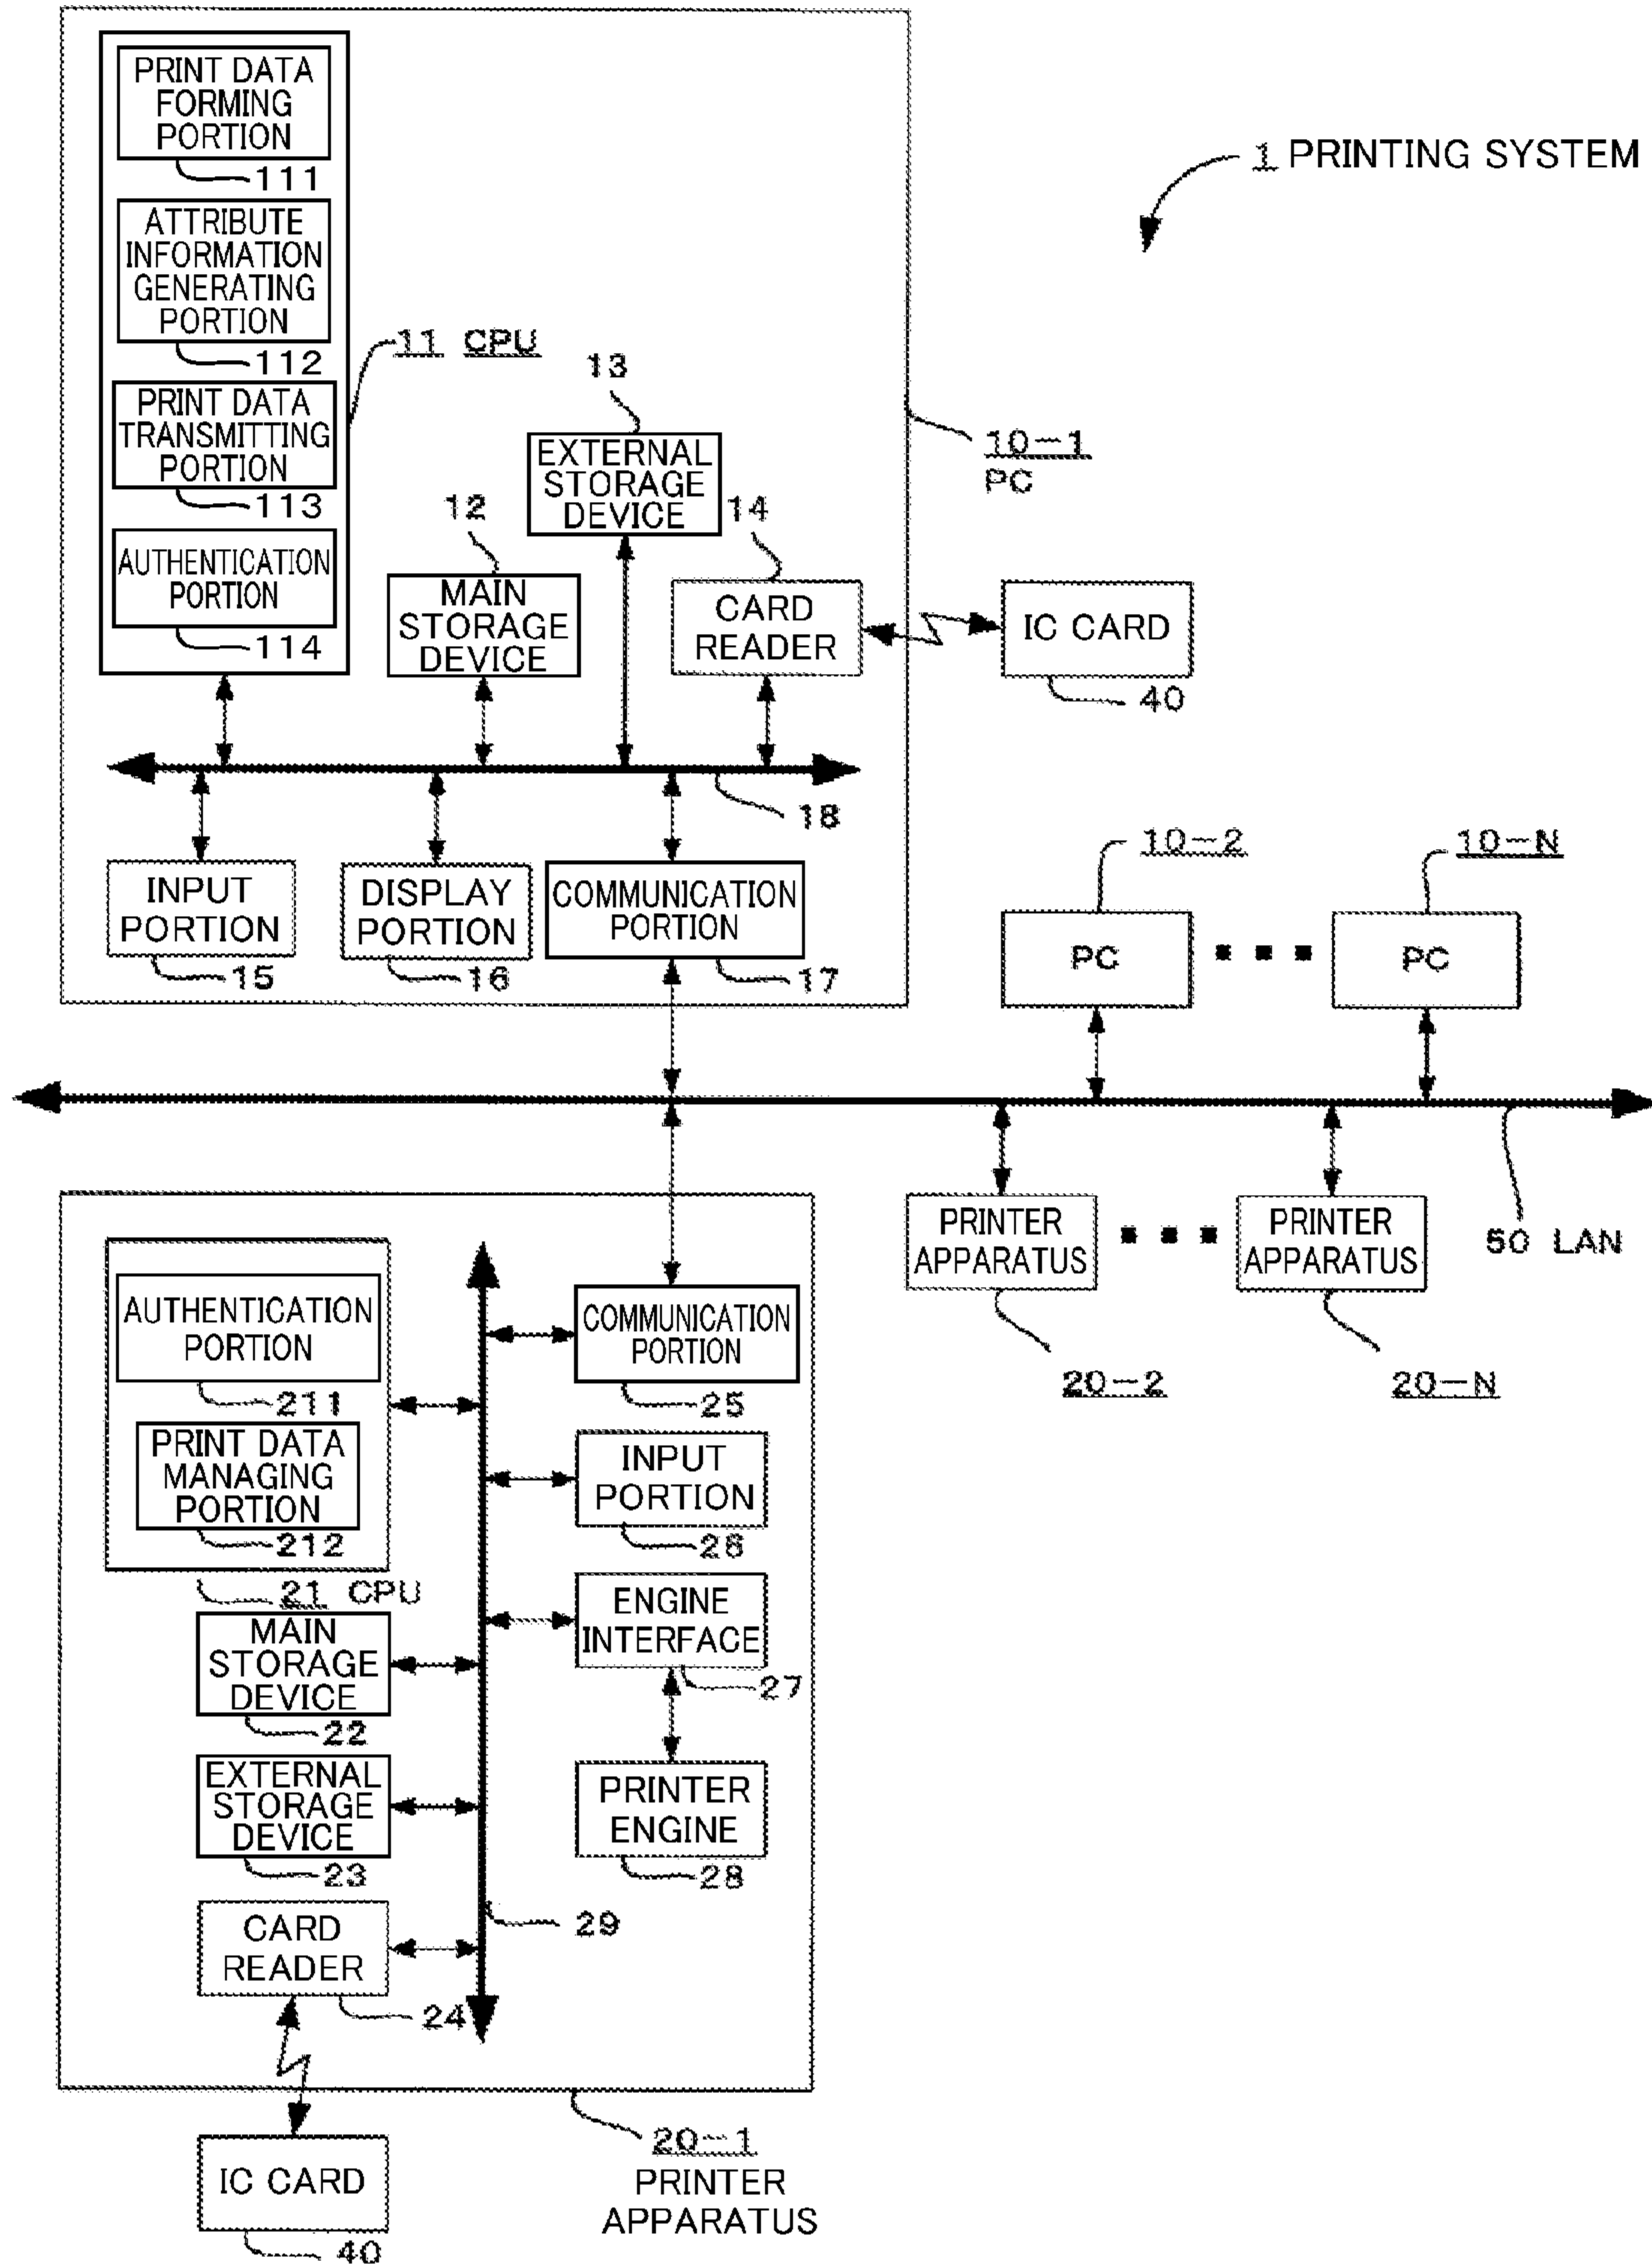 1 PRINTING SYSTEM
PRINT DATA
FORMING
PORTION
111
ATTRIBUTE
INFORMATION
GENERATING
PORTION
112
PRINT DATA
TRANSMITTING
PORTION
113
AUTHENTICATION
PORTION
114
11 CPU
12
MAIN
STORAGE
DEVICE
13
EXTERNAL
STORAGE
DEVICE
14
CARD
READER
10-1
PC
IC CARD
40
18
INPUT
PORTION
15
DISPLAY
PORTION
16
COMMUNICATION
PORTION
17
10-2
PC
10-N
PC
50 LAN
PRINTER
APPARATUS
20-2
PRINTER
APPARATUS
20-N
AUTHENTICATION
PORTION
211
PRINT DATA
MANAGING
PORTION
212
21 CPU
MAIN
STORAGE
DEVICE
22
EXTERNAL
STORAGE
DEVICE
23
CARD
READER
24
COMMUNICATION
PORTION
25
INPUT
PORTION
26
ENGINE
INTERFACE
27
PRINTER
ENGINE
28
29
20-1
PRINTER
APPARATUS
IC CARD
40